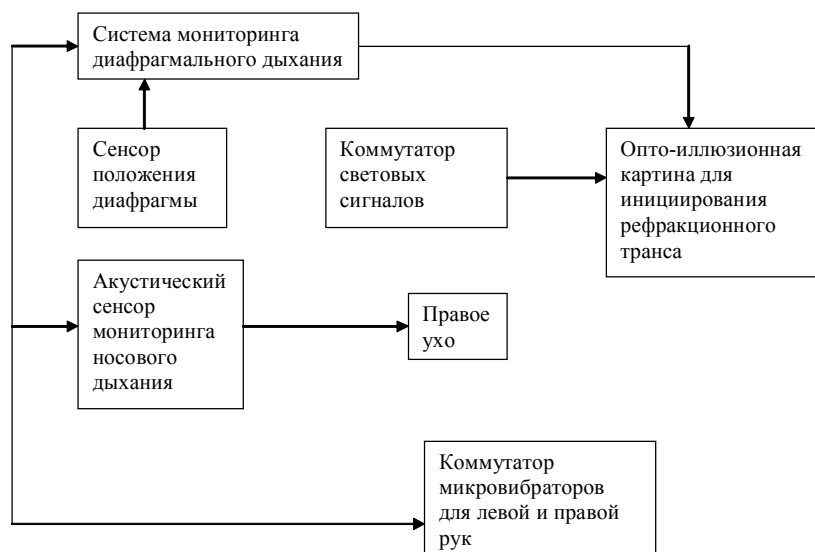 Система мониторинга
диафрагмального дыхания
Сенсор
положения
диафрагмы
Коммутатор
световых
сигналов
Опто-иллюзионная
картина для
инициирования
рефракционного
транса
Акустический
сенсор
мониторинга
носового
дыхания
Правое
ухо
Коммутатор
микровибраторов
для левой и правой
рук